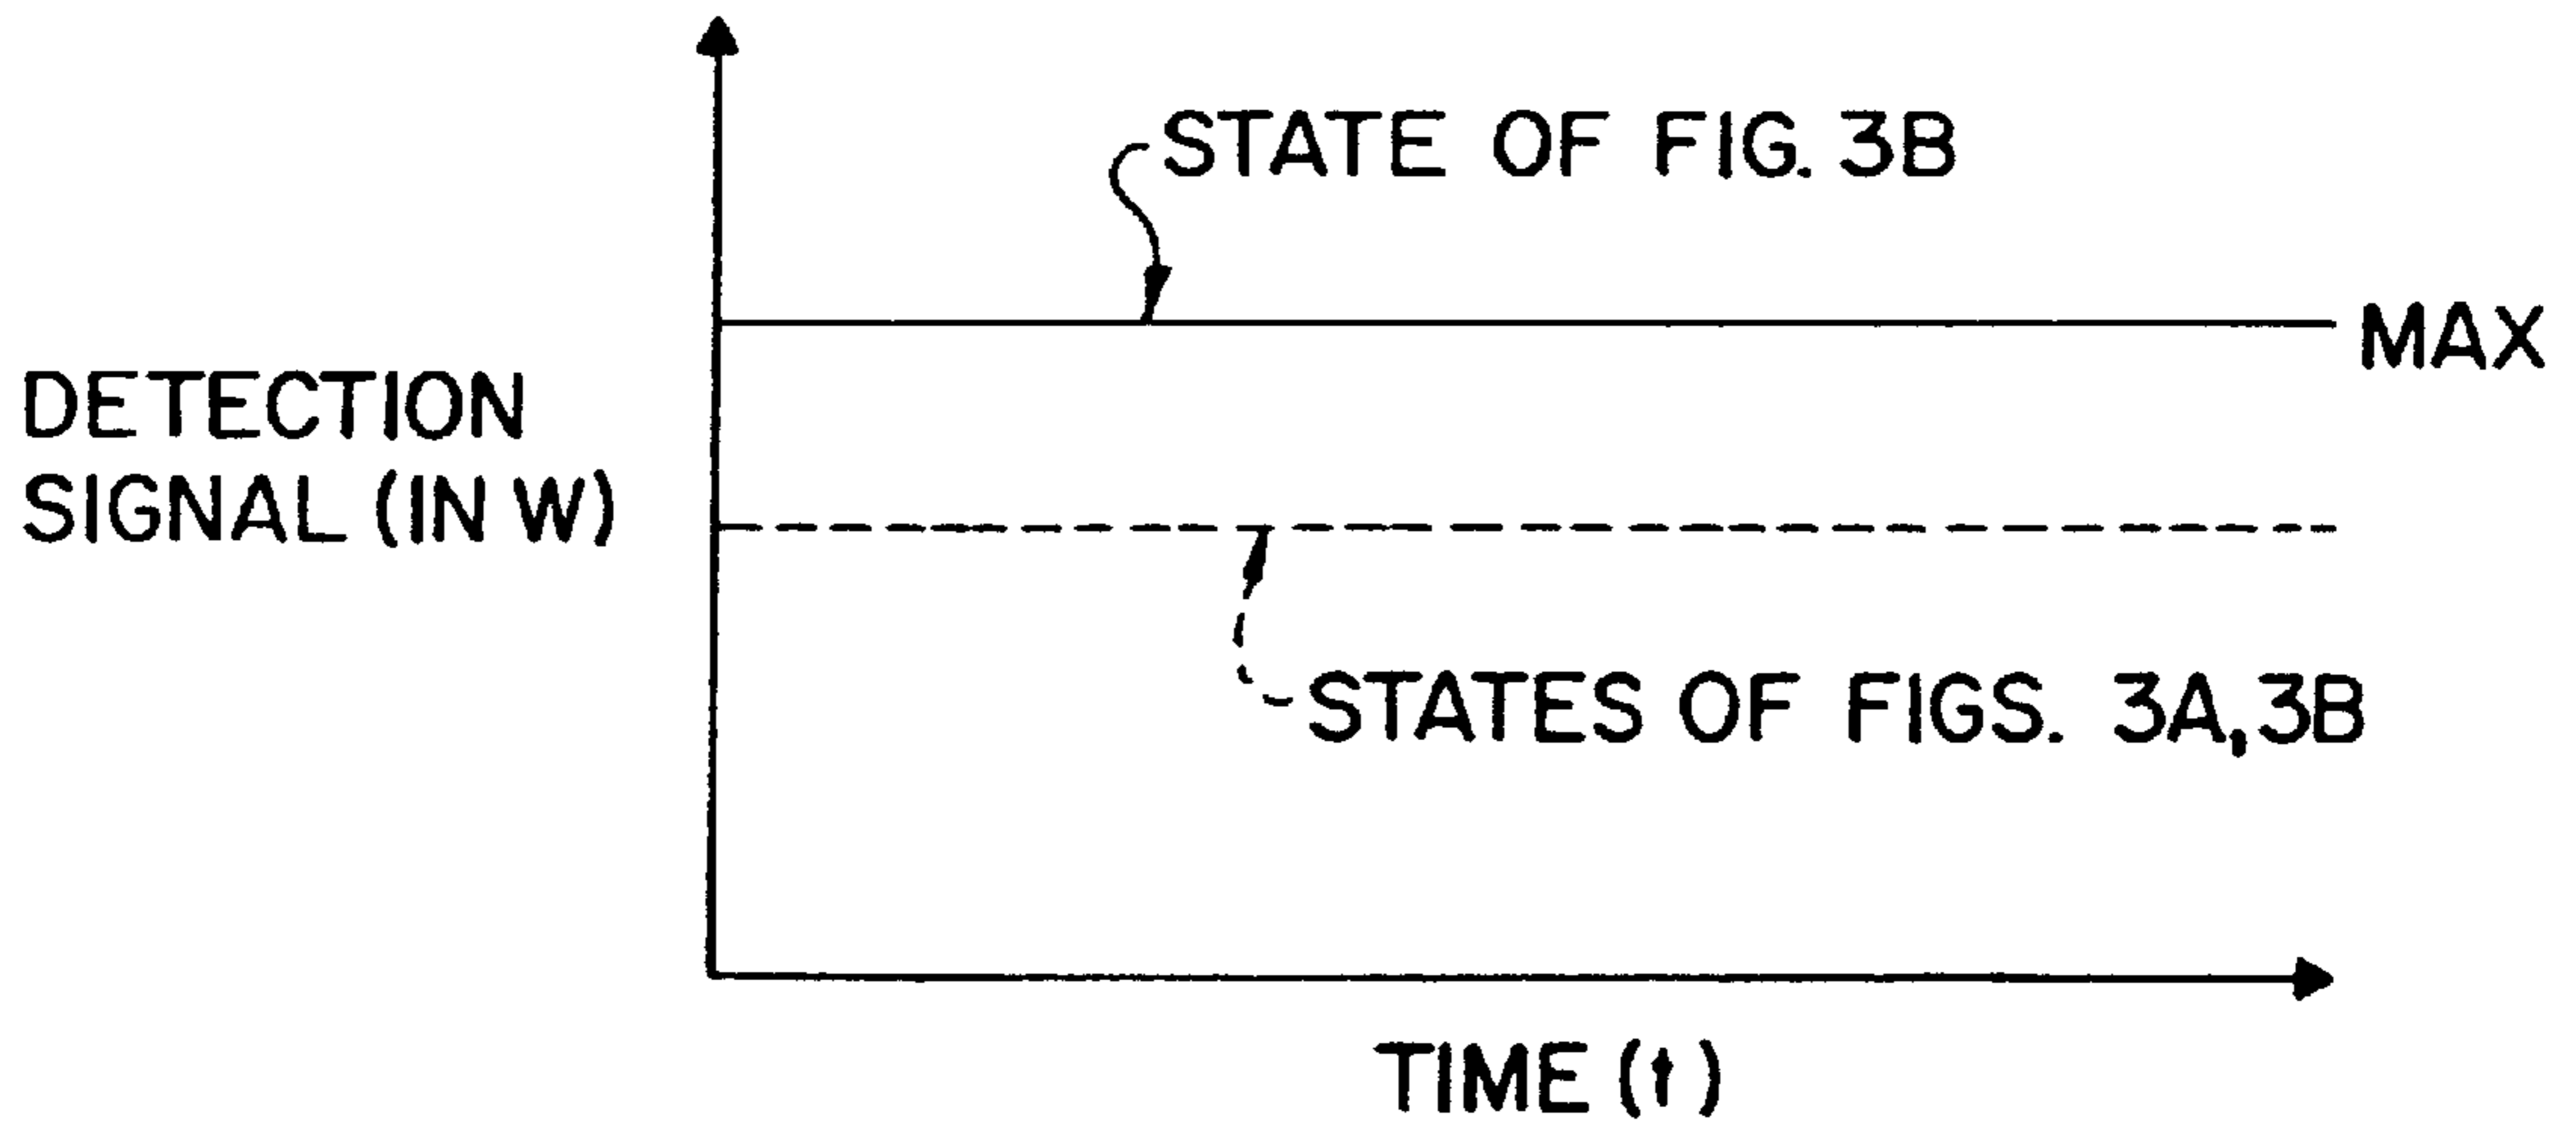 STATE OF FIG. 3B
MAX
DETECTION
SIGNAL (IN W)
STATES OF FIGS. 3A,3B
TIME (t)